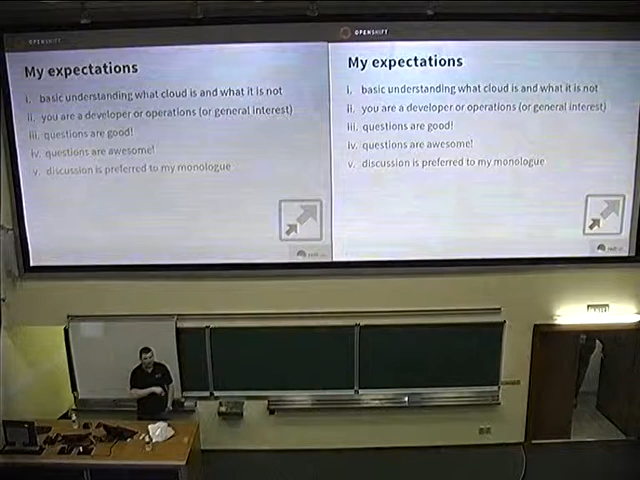 OPENSHIFT
My expectations
i. basic understanding what cloud is and what it is not
ii. you are a developer or operations (or general interest)
iii. questions are good!
iv. questions are awesome!
v. discussion is preferred to my monologue
OPENSHIFT
My expectations
i. basic understanding what cloud is and what it is not
ii. you are a developer or operations (or general interest)
iii. questions are good!
iv. questions are awesome!
v. discussion is preferred to my monologue